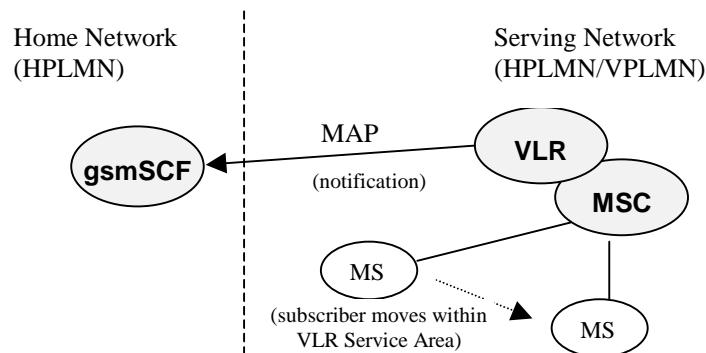 Home Network
(HPLMN)
Serving Network
(HPLMN/VPLMN)
MAP
(notification)
gsmSCF
VLR
MSC
MS
(subscriber moves within
VLR Service Area)
MS